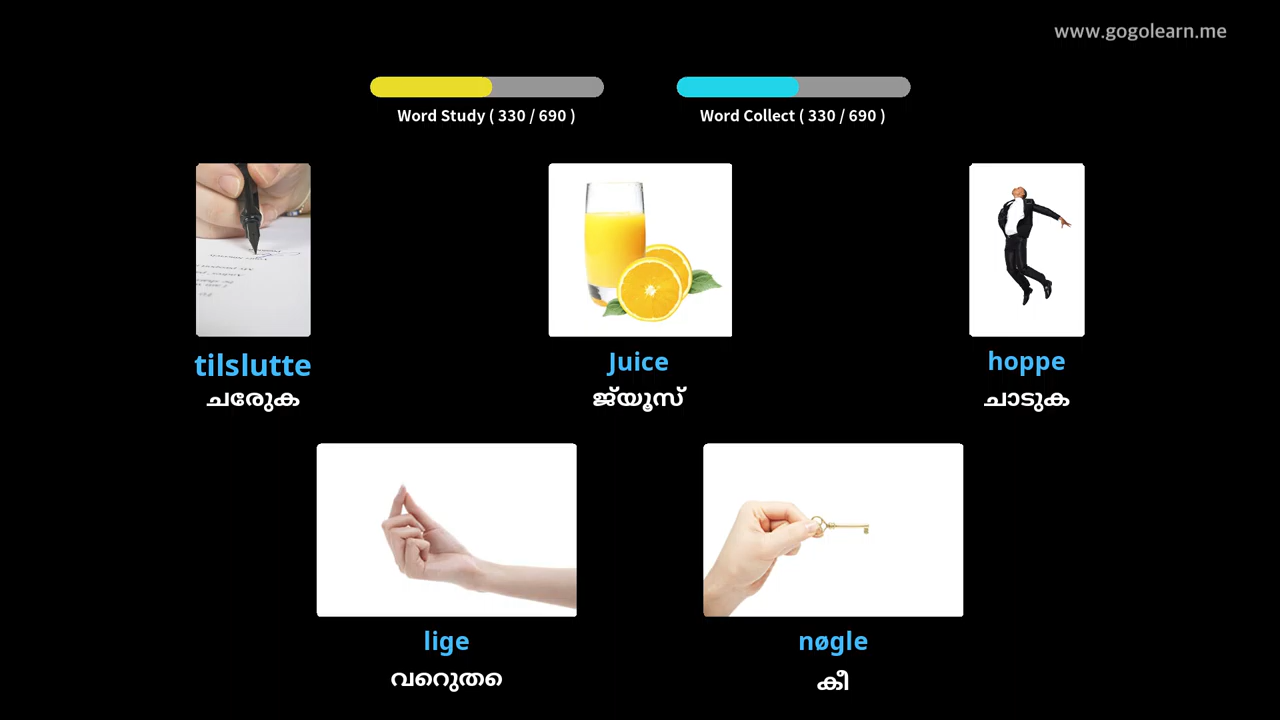 www.gogolearn.me
Word Study ( 330 / 690 )
Word Collect ( 330 / 690 )
tilslutte
Juice
hoppe
ചേരുക
ജ്യൂസ്
ചാടുക
lige
nøgle
വെറുതെ
കീ